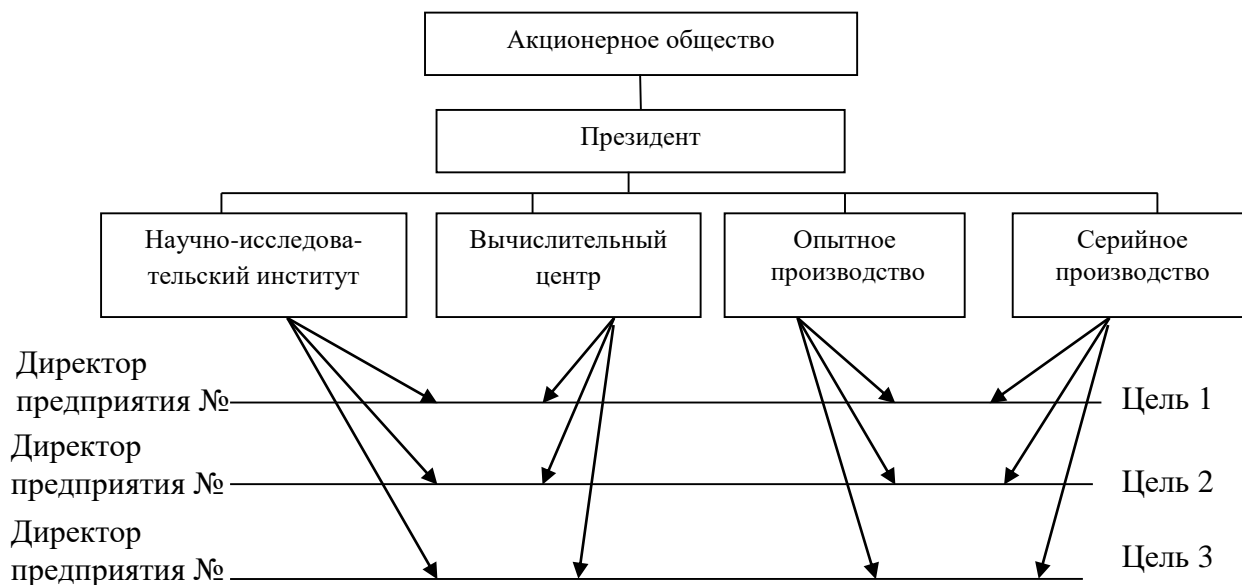 Акционерное общество
Президент
Научно-исследова-
тельский институт
Вычислительный
центр
Опытное
производство
Серийное
производство
Директор
предприятия №
Цель 1
Директор
предприятия №
Цель 2
Директор
предприятия №
Цель 3